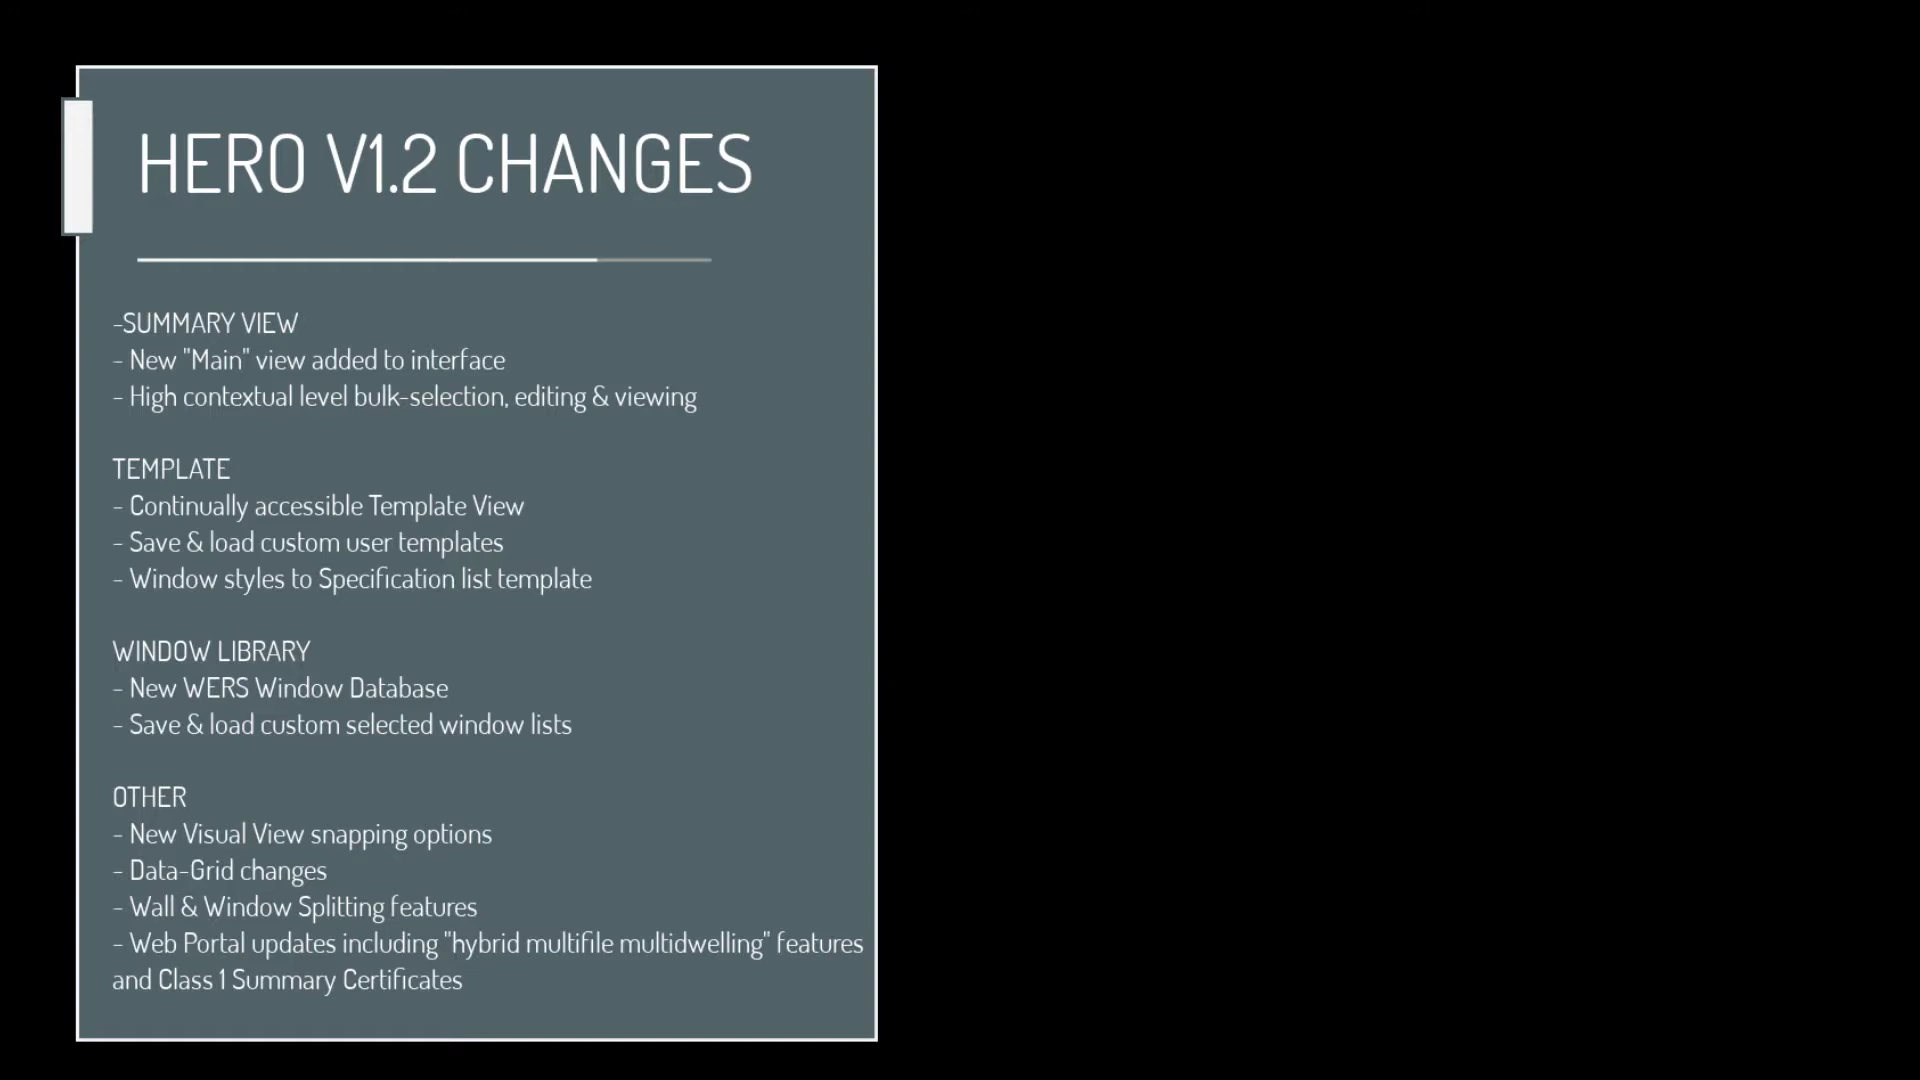 HERO V1.2 CHANGES
-SUMMARY VIEW
- New "Main" view added to interface
- High contextual level bulk-selection, editing & viewing
TEMPLATE
- Continually accessible Template View
- Save & load custom user templates
- Window styles to Specification list template
WINDOW LIBRARY
- New WERS Window Database
- Save & load custom selected window lists
OTHER
- New Visual View snapping options
- Data-Grid changes
- Wall & Window Splitting features
- Web Portal updates including "hybrid multifile multidwelling" features
and Class 1 Summary Certificates